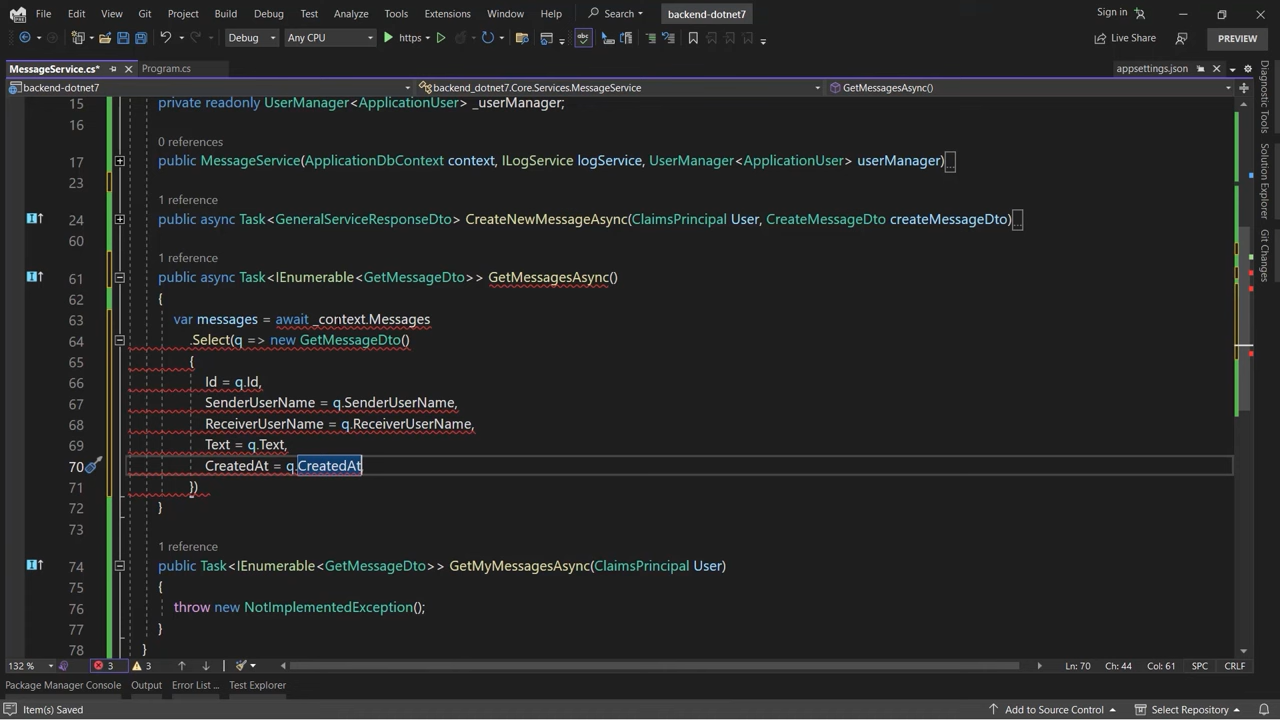 File Edit View Git Project Build Debug Test Analyze Tools Extensions Window Help Search backend-dotnet7 Sign in
Debug Any CPU https Live Share PREVIEW
MessageService.cs* Program.cs appsettings.json
backend-dotnet7 backend_dotnet7.Core.Services.MessageService GetMessagesAsync()
15 private readonly UserManager<ApplicationUser> _userManager;
16
0 references
17 public MessageService(ApplicationDbContext context, ILogService logService, UserManager<ApplicationUser> userManager)...
23
1 reference
24 public async Task<GeneralServiceResponseDto> CreateNewMessageAsync(ClaimsPrincipal User, CreateMessageDto createMessageDto)...
60
1 reference
61 public async Task<IEnumerable<GetMessageDto>> GetMessagesAsync()
62 {
63 var messages = await _context.Messages
64 .Select(q => new GetMessageDto()
65 {
66 Id = q.Id,
67 SenderUserName = q.SenderUserName,
68 ReceiverUserName = q.ReceiverUserName,
69 Text = q.Text,
70 CreatedAt = q.CreatedAt
71 })
72 }
73
1 reference
74 public Task<IEnumerable<GetMessageDto>> GetMyMessagesAsync(ClaimsPrincipal User)
75 {
76 throw new NotImplementedException();
77 }
78 }
132 % 3 3 Ln: 70 Ch: 44 Col: 61 SPC CRLF
Package Manager Console Output Error List ... Test Explorer
Item(s) Saved Add to Source Control Select Repository
Diagnostic Tools
Solution Explorer
Git Changes